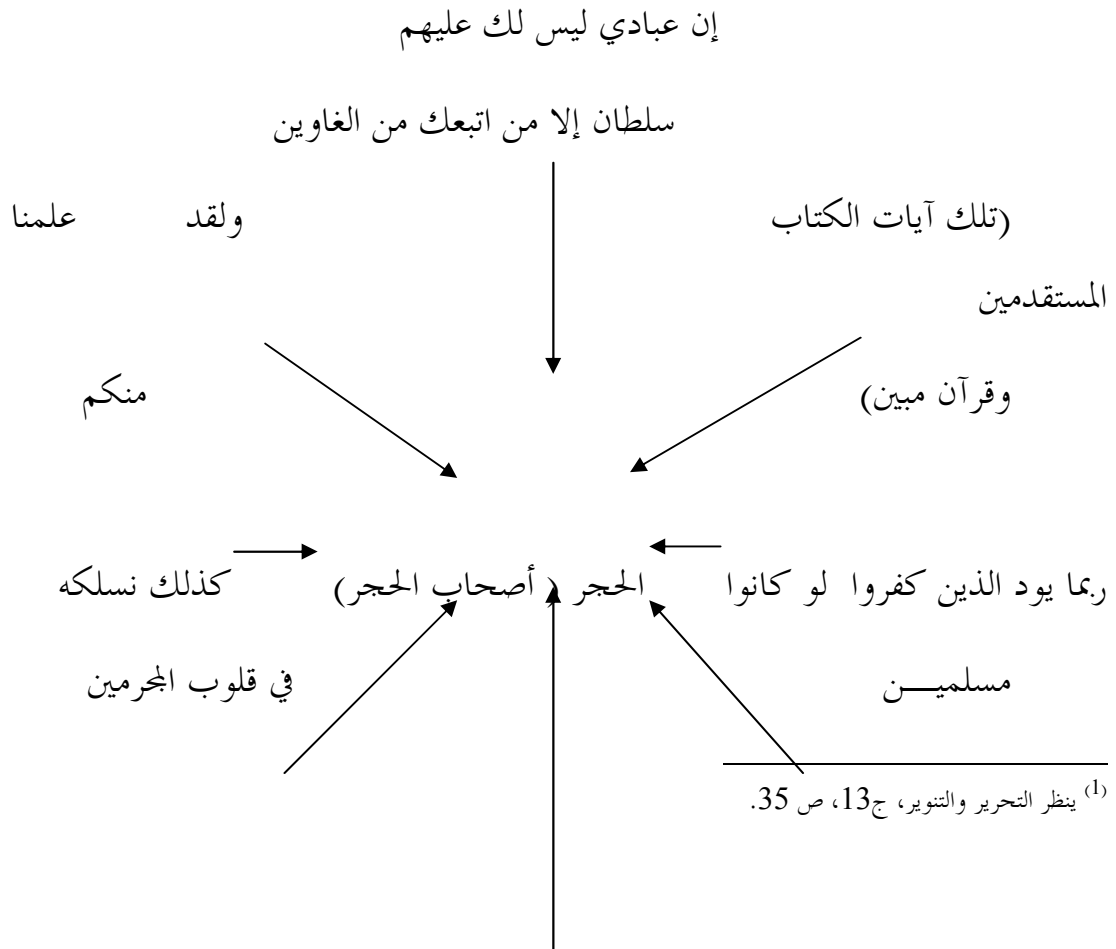 إن عبادي ليس لك عليهم
سلطان إلا من اتبعك من الغاوين
(تلك آيات الكتاب ولقد علمنا
المستقدمين
وقرآن مبين) منكم
ربما يود الذين كفروا لو كانوا الحجر ( أصحاب الحجر) كذلك نسلكه
مسلميـــن في قلوب المجرمين
(1) ينظر التحرير والتنوير، ج13، ص 35.